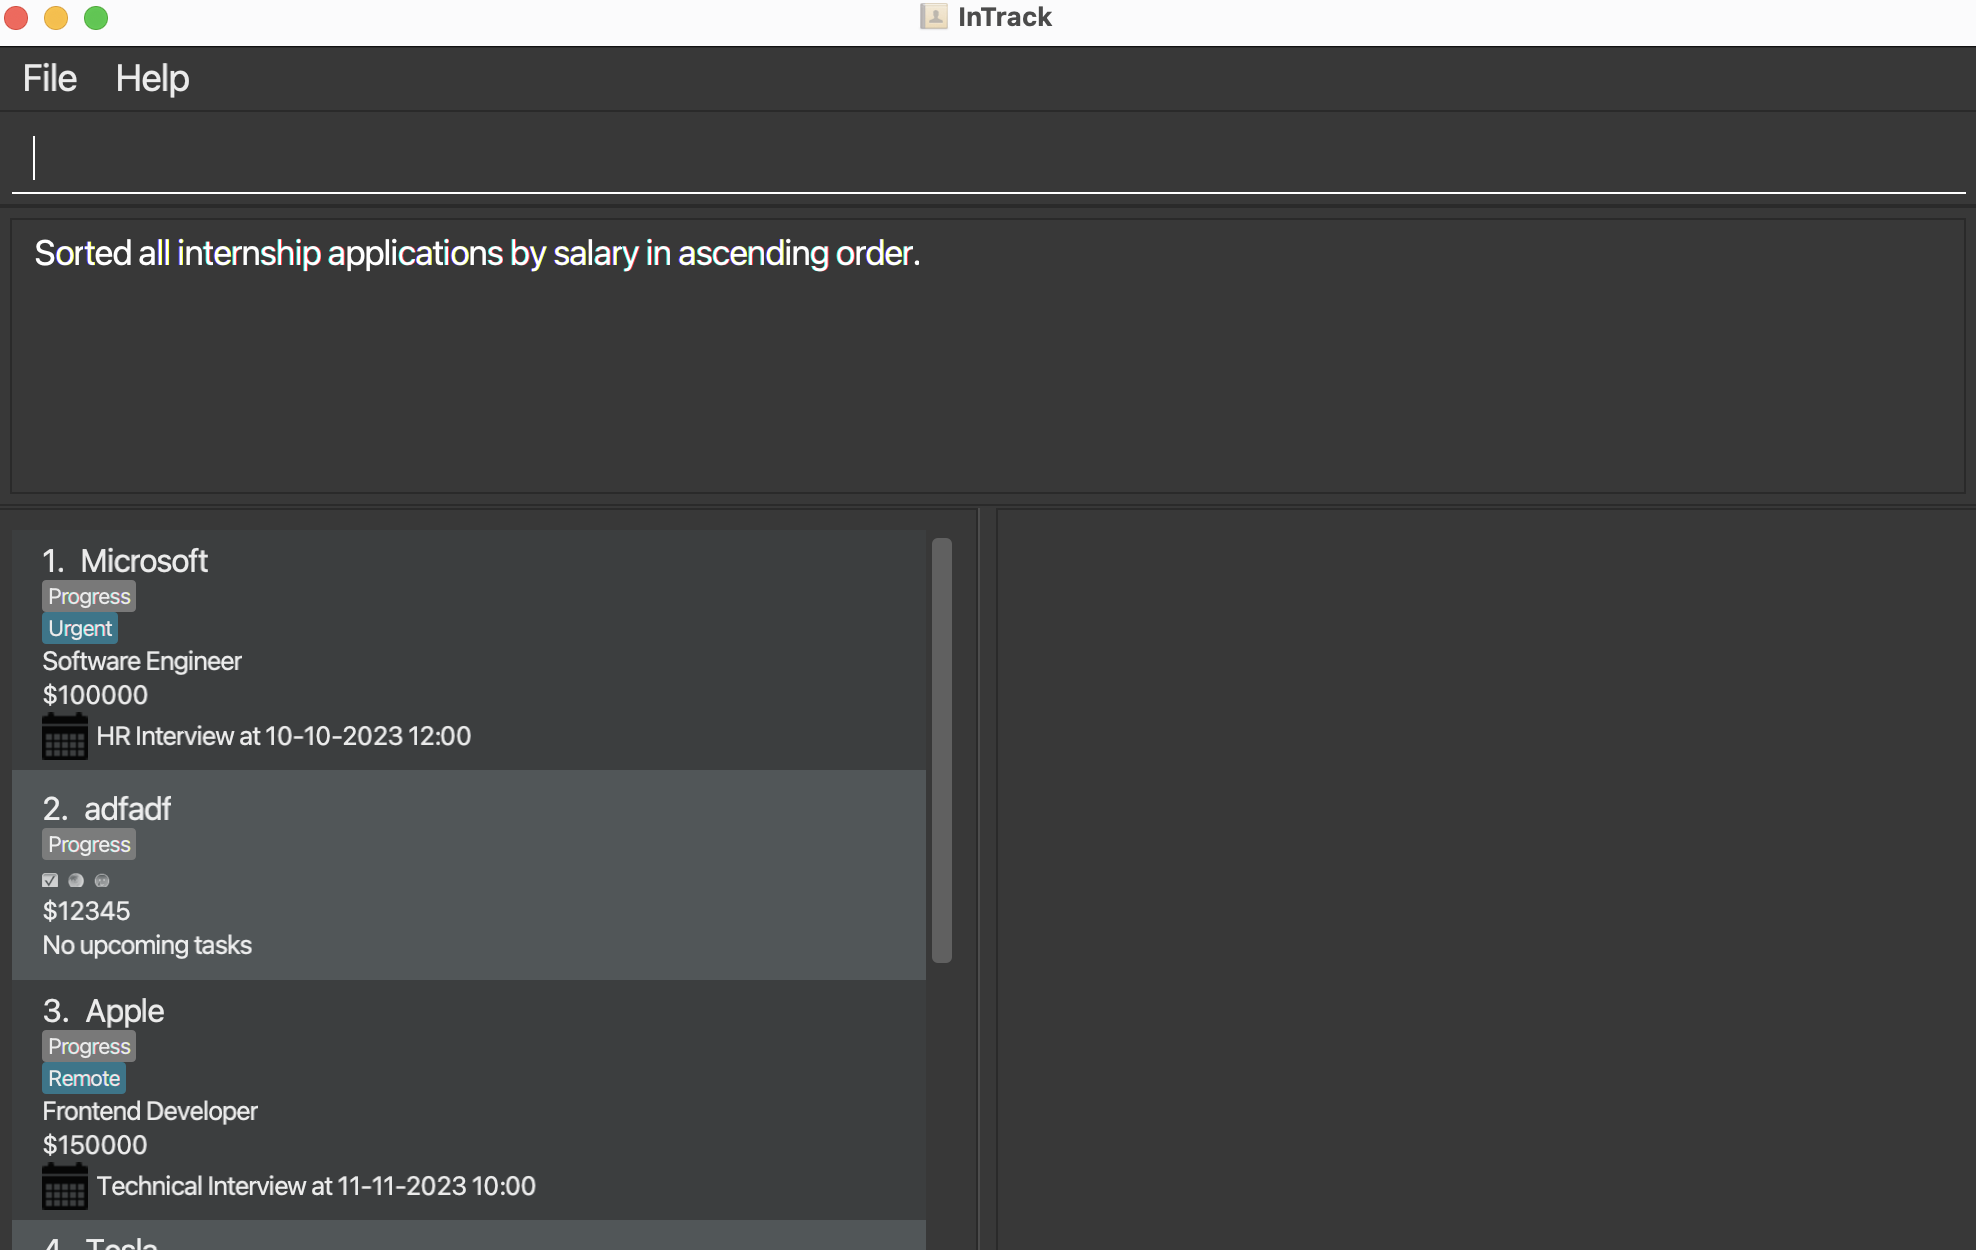 InTrack
File Help
Sorted all internship applications by salary in ascending order.
1. Microsoft
Progress
Urgent
Software Engineer
$100000
HR Interview at 10-10-2023 12:00
2. adfadf
Progress
$12345
No upcoming tasks
3. Apple
Progress
Remote
Frontend Developer
$150000
Technical Interview at 11-11-2023 10:00
4. Tesla